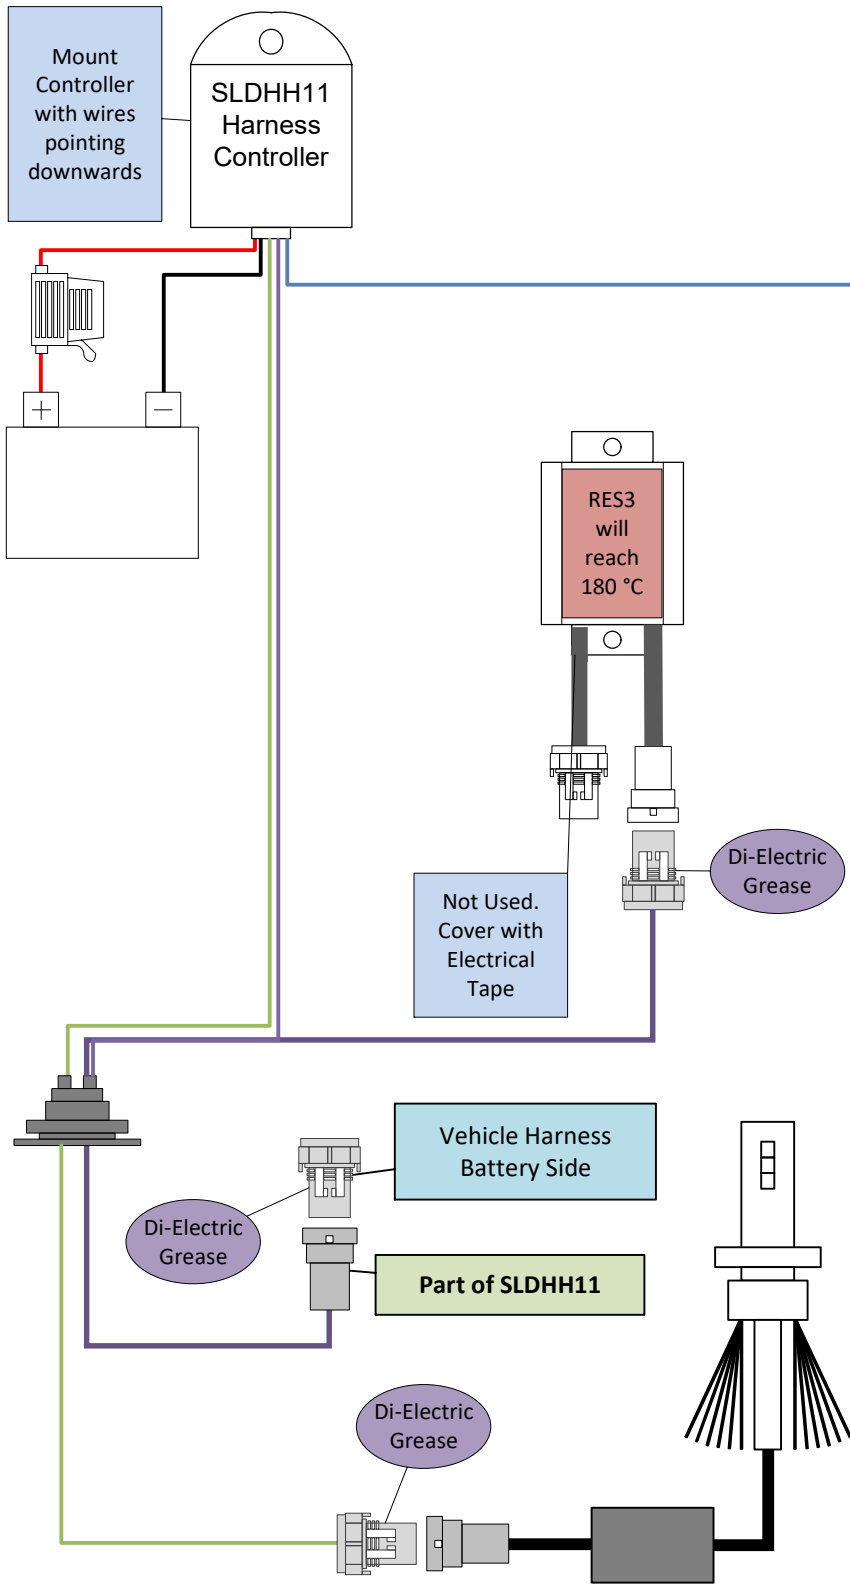 Mount
Controller
with wires
pointing
downwards
SLDHH11
Harness
Controller
+
−
RES3
will
reach
180 °C
Di-Electric
Grease
Not Used.
Cover with
Electrical
Tape
Vehicle Harness
Battery Side
Di-Electric
Grease
Part of SLDHH11
Di-Electric
Grease